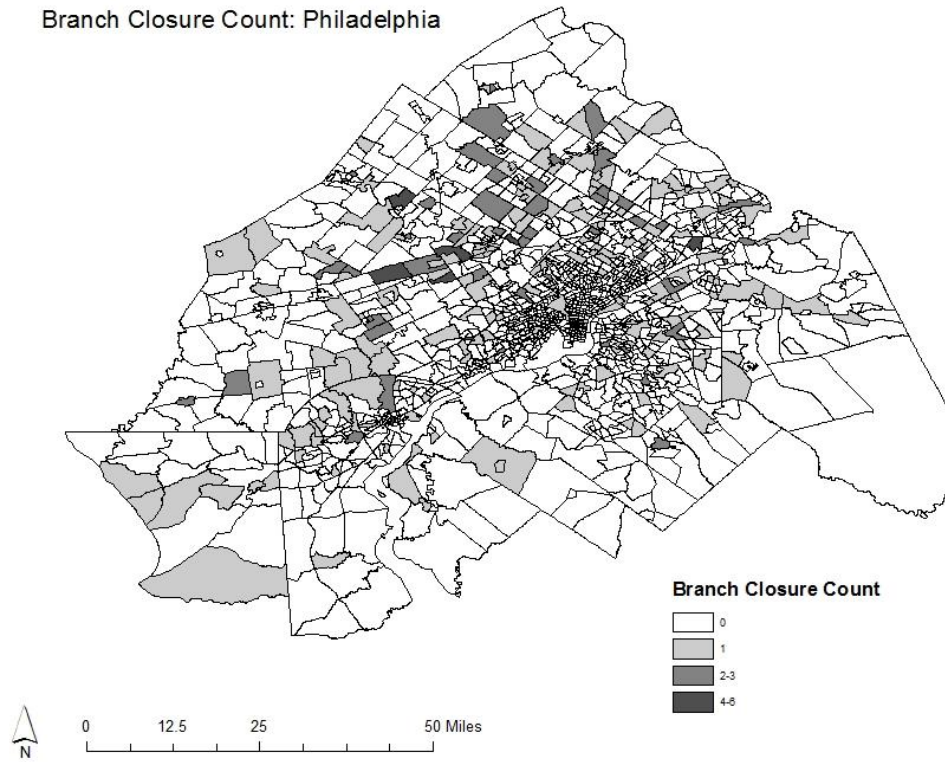 Branch Closure Count: Philadelphia
Branch Closure Count
0
1
2-3
4-6
N
0 12.5 25 50 Miles